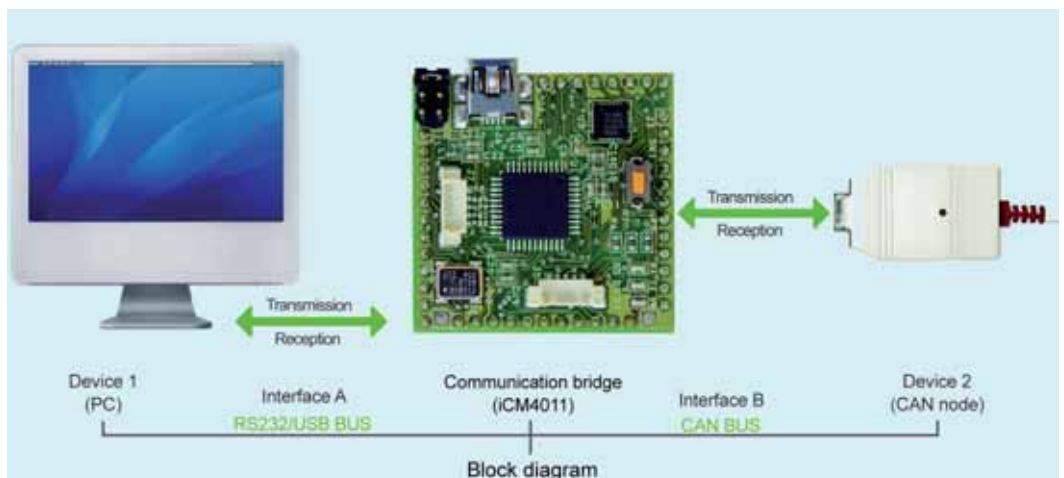 Transmission
Reception
Transmission
Reception
Device 1
(PC)
Interface A
RS232/USB BUS
Communication bridge
(iCM4011)
Interface B
CAN BUS
Device 2
(CAN node)
Block diagram